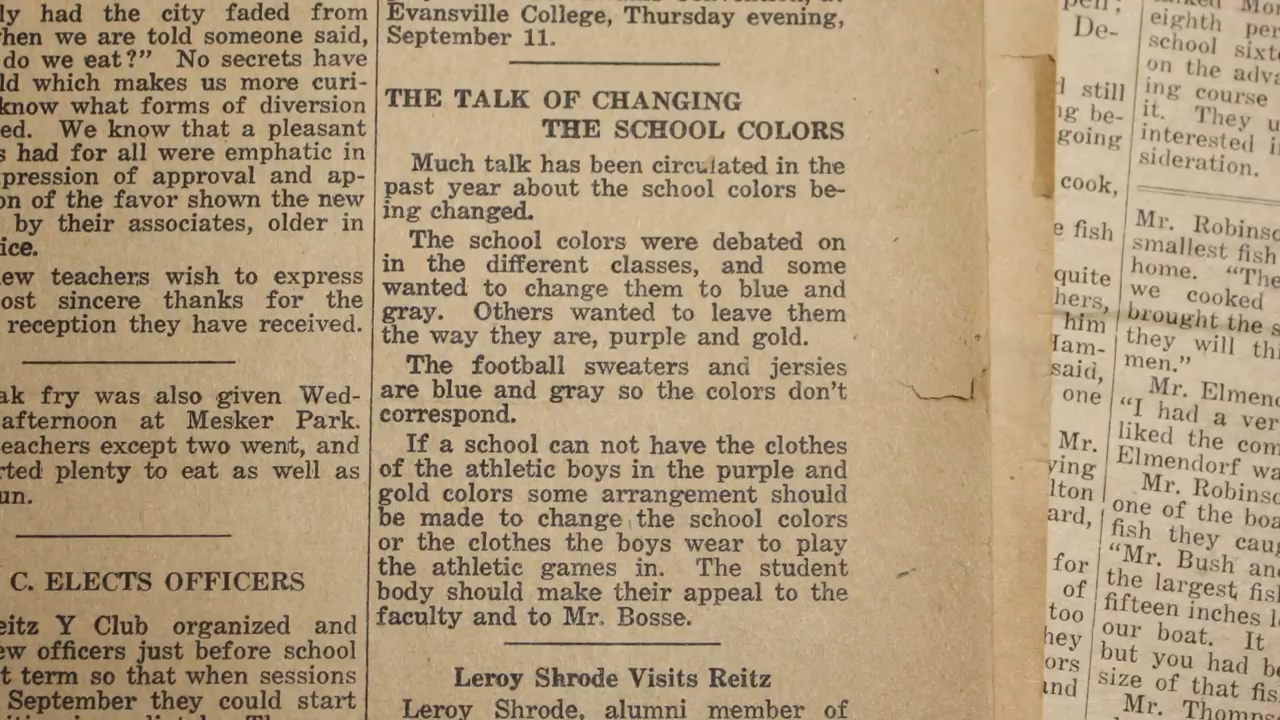 ly had the city faded from
when we are told someone said,
do we eat?” No secrets have
ld which makes us more curi-
know what forms of diversion
ed. We know that a pleasant
s had for all were emphatic in
pression of approval and ap-
on of the favor shown the new
by their associates, older in
ice.
ew teachers wish to express
ost sincere thanks for the
reception they have received.
ak fry was also given Wed-
afternoon at Mesker Park.
eachers except two went, and
rted plenty to eat as well as
un.
C. ELECTS OFFICERS
eitz Y Club organized and
ew officers just before school
t term so that when sessions
September they could start
Evansville College, Thursday evening,
September 11.
THE TALK OF CHANGING
THE SCHOOL COLORS
Much talk has been circulated in the
past year about the school colors be-
ing changed.
The school colors were debated on
in the different classes, and some
wanted to change them to blue and
gray. Others wanted to leave them
the way they are, purple and gold.
The football sweaters and jersies
are blue and gray so the colors don’t
correspond.
If a school can not have the clothes
of the athletic boys in the purple and
gold colors some arrangement should
be made to change the school colors
or the clothes the boys wear to play
the athletic games in. The student
body should make their appeal to the
faculty and to Mr. Bosse.
Leroy Shrode Visits Reitz
Leroy Shrode, alumni member of
De-
still
ng be-
going
cook,
e fish
quite
hers,
him
Ham-
said,
one
Mr.
ving
lton
ard,
for
of
too
hey
ors
and
eighth per
school sixt
on the adva
ing course
it. They u
interested i
sideration.
Mr. Robinso
smallest fish
home. “The
we cooked
brought the s
they will thi
men.”
Mr. Elmend
“I had a ver
liked the com
Elmendorf wa
Mr. Robinso
one of the boa
fish they caug
“Mr. Bush and
the largest fish
fifteen inches l
our boat. It
but you had be
size of that fis
Mr. Thomps